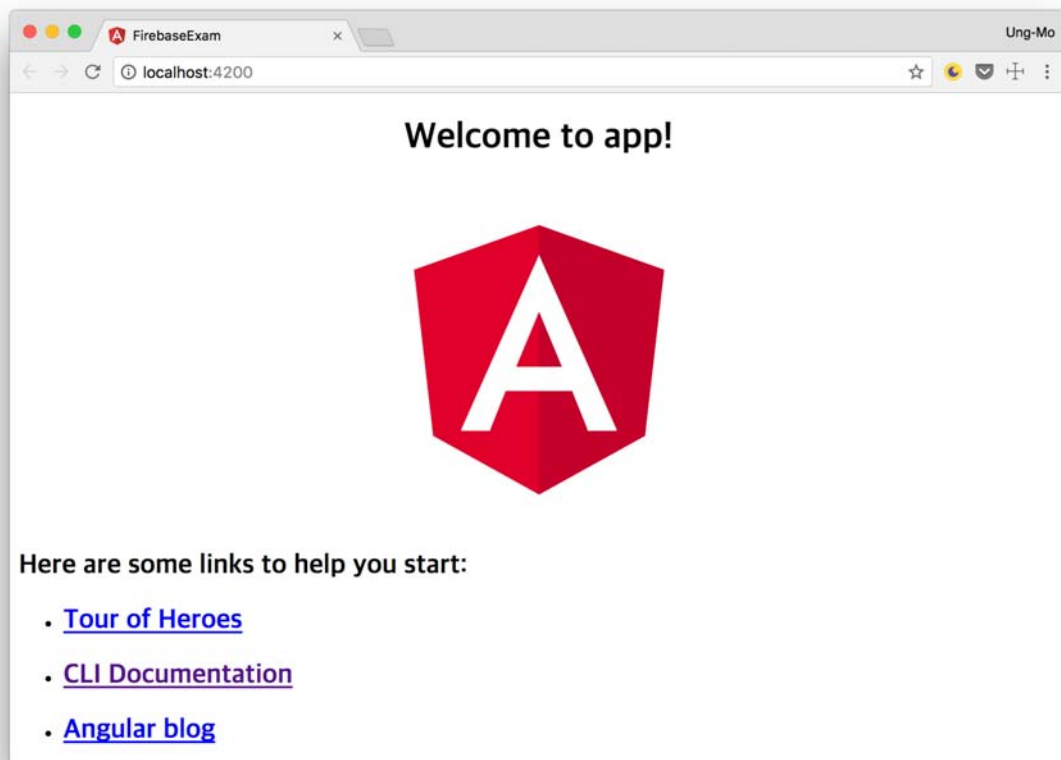 FirebaseExam
Ung-Mo
localhost:4200
Welcome to app!
A
Here are some links to help you start:
Tour of Heroes
CLI Documentation
Angular blog